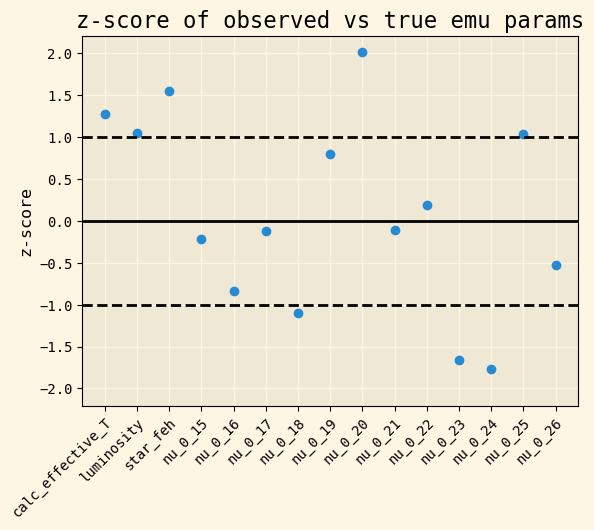 z-score of observed vs true emu params
z-score
2.0
1.5
1.0
0.5
0.0
−0.5
−1.0
−1.5
−2.0
calc_effective_T
luminosity
star_feh
nu_0_15
nu_0_16
nu_0_17
nu_0_18
nu_0_19
nu_0_20
nu_0_21
nu_0_22
nu_0_23
nu_0_24
nu_0_25
nu_0_26